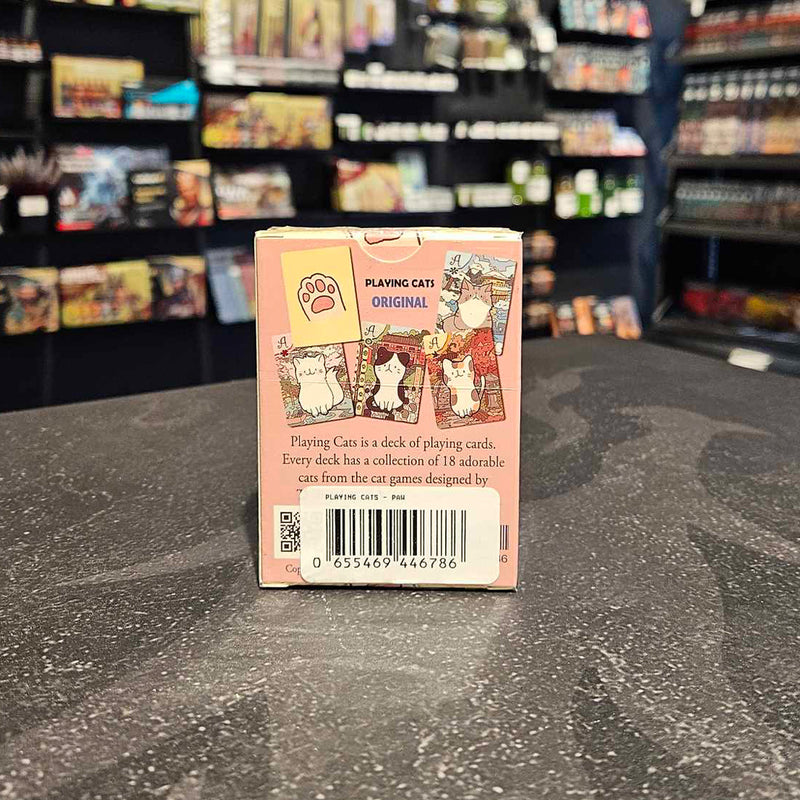 PLAYING CATS
ORIGINAL
A
A
A
A
Playing Cats is a deck of playing cards.
Every deck has a collection of 18 adorable
cats from the cat games designed by
PLAYING CATS - PAW
0 655469 446786